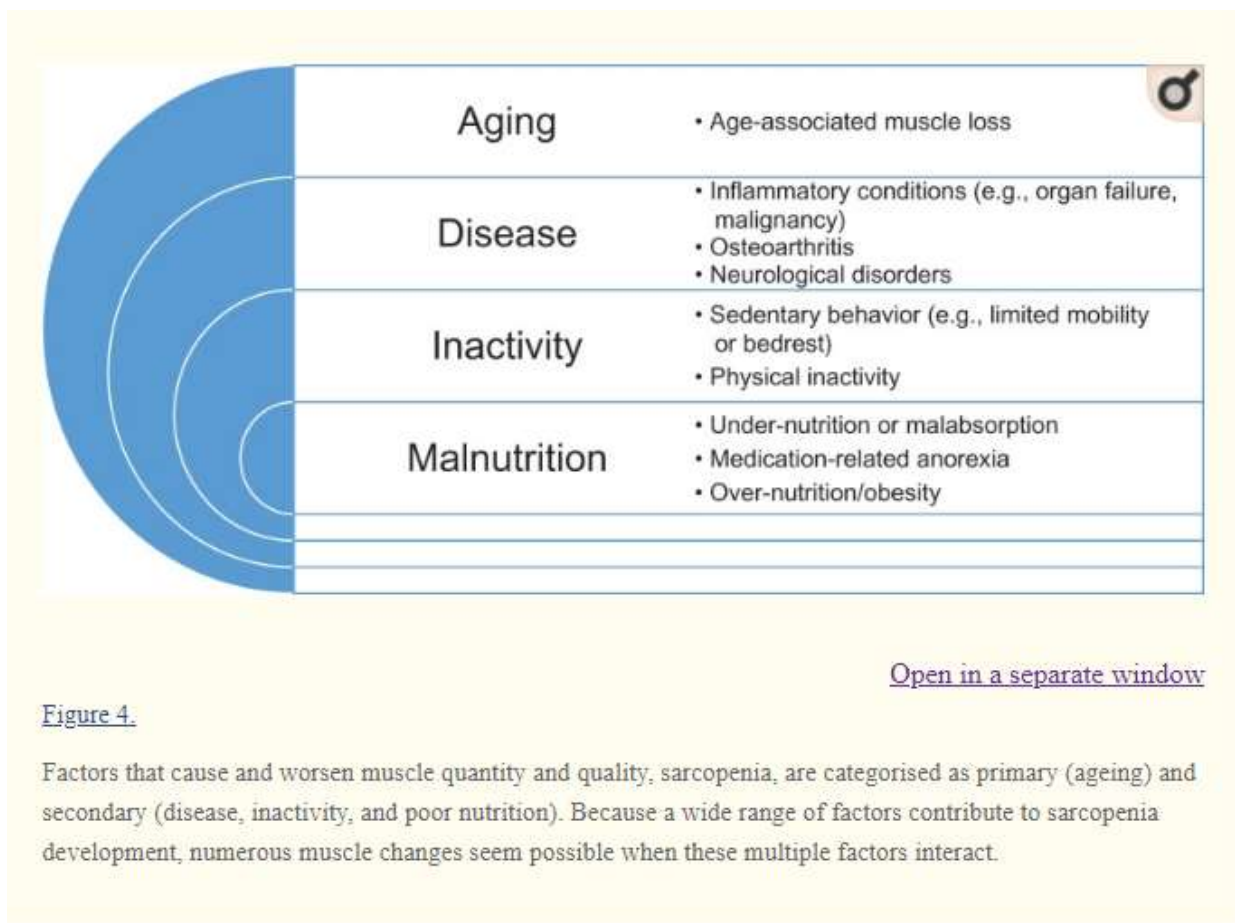 Aging
• Age-associated muscle loss
Disease
• Inflammatory conditions (e.g., organ failure,
malignancy)
• Osteoarthritis
• Neurological disorders
Inactivity
• Sedentary behavior (e.g., limited mobility
or bedrest)
• Physical inactivity
Malnutrition
• Under-nutrition or malabsorption
• Medication-related anorexia
• Over-nutrition/obesity
Open in a separate window
Figure 4.
Factors that cause and worsen muscle quantity and quality, sarcopenia, are categorised as primary (ageing) and
secondary (disease, inactivity, and poor nutrition). Because a wide range of factors contribute to sarcopenia
development, numerous muscle changes seem possible when these multiple factors interact.